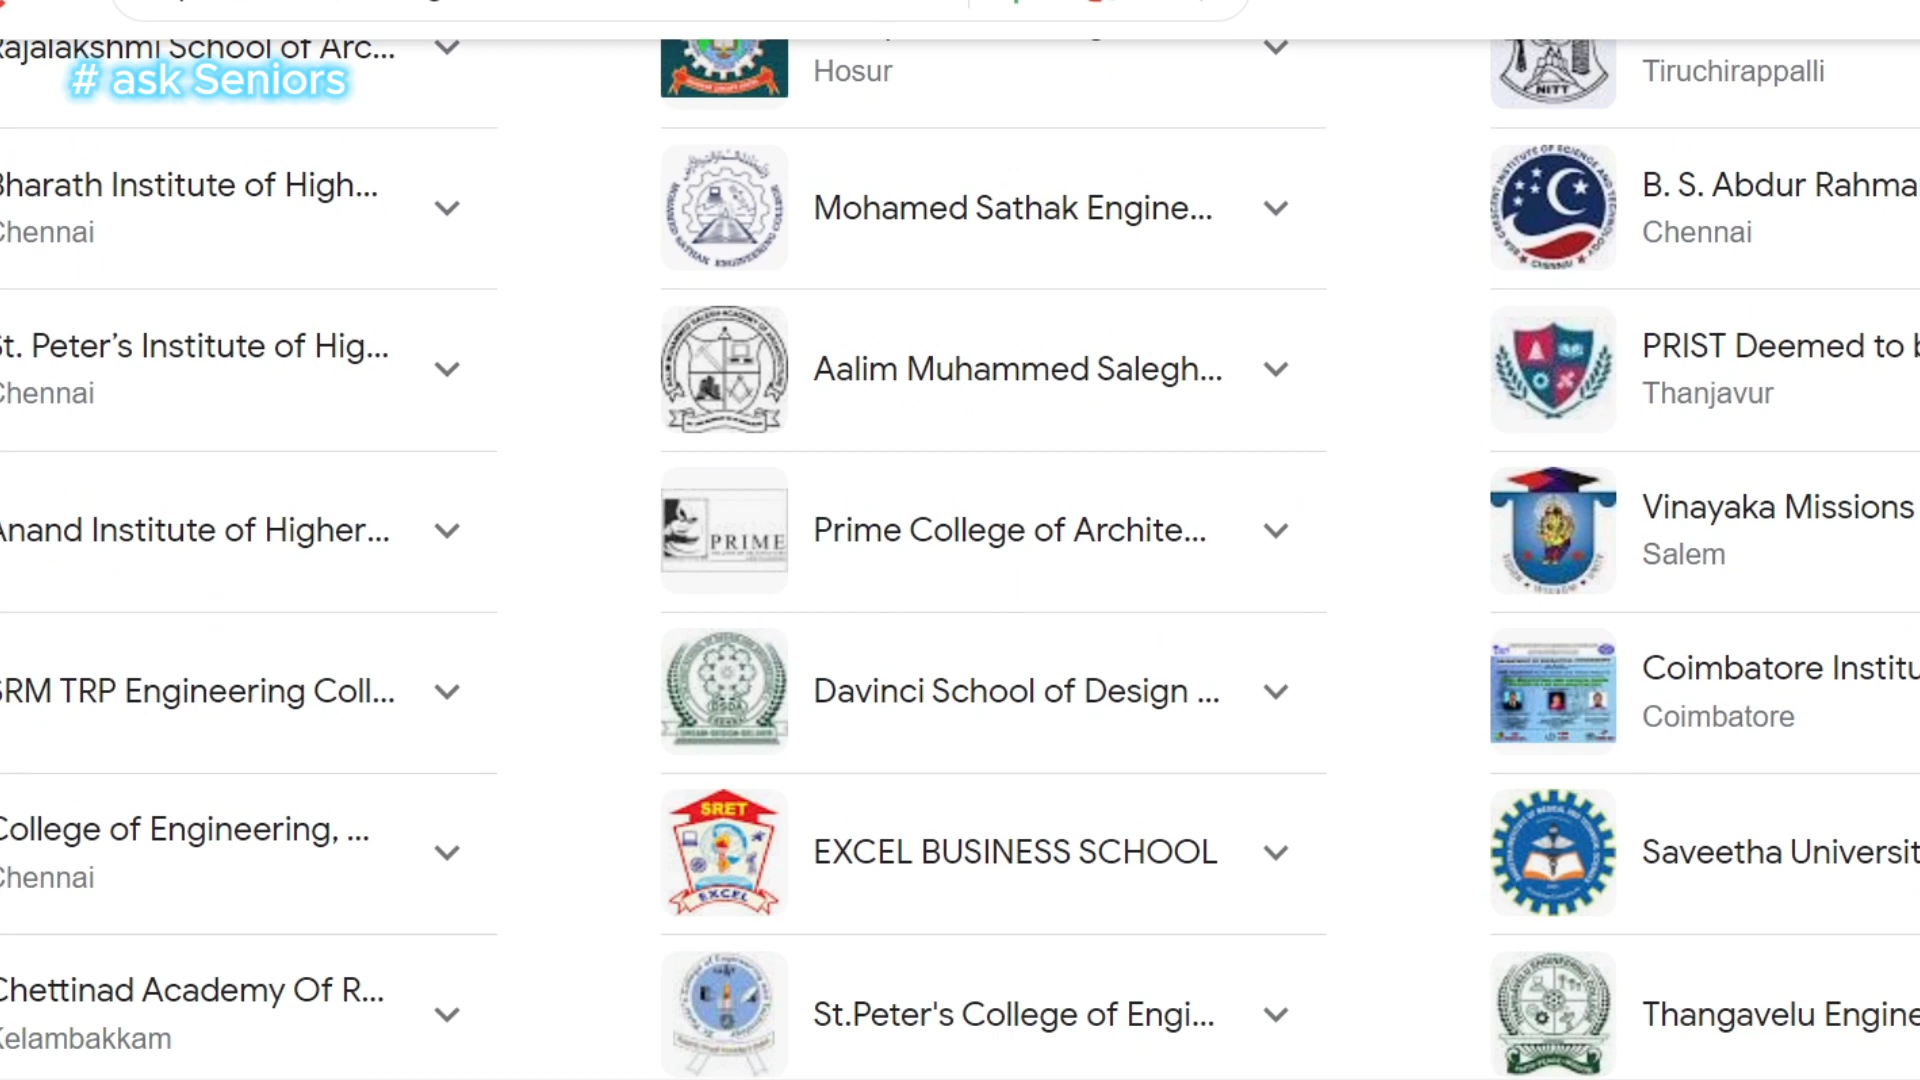 Rajalakshmi School of Arc...
# ask Seniors
Bharath Institute of High...
Chennai
St. Peter’s Institute of Hig...
Chennai
Anand Institute of Higher...
SRM TRP Engineering Coll...
College of Engineering, ...
Chennai
Chettinad Academy Of R...
Kelambakkam
Hosur
Mohamed Sathak Engine...
Aalim Muhammed Salegh...
PRIME
Prime College of Archite...
DSDA
Davinci School of Design ...
SRET
EXCEL
EXCEL BUSINESS SCHOOL
St.Peter's College of Engi...
NITT
Tiruchirappalli
B. S. Abdur Rahma
Chennai
PRIST Deemed to b
Thanjavur
Vinayaka Missions
Salem
Coimbatore Institu
Coimbatore
Saveetha Universit
Thangavelu Engine